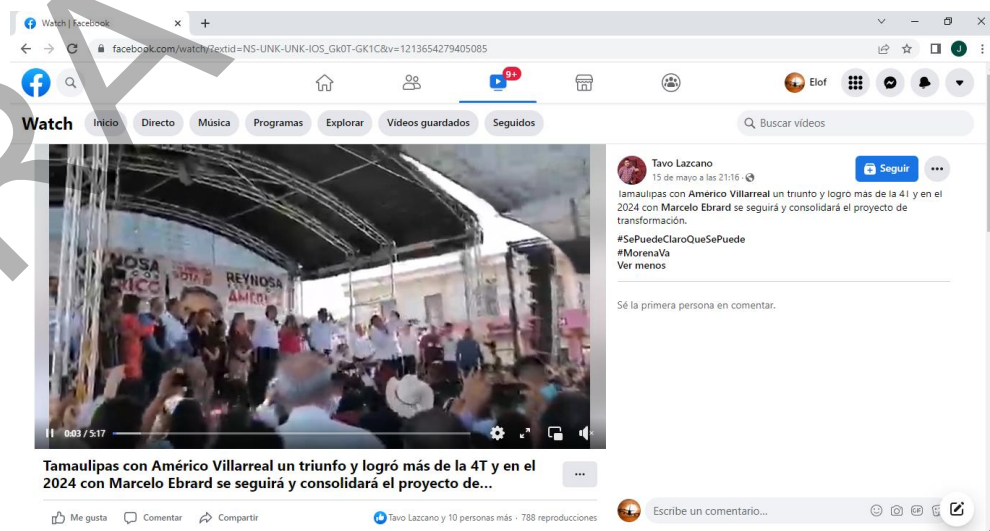 Watch | Facebook
facebook.com/watch/?extid=NS-UNK-UNK-IOS_Gk0T-GK1C&v=1213654279405085
J
9+
Elof
Watch
Inicio
Directo
Música
Programas
Explorar
Vídeos guardados
Seguidos
Buscar vídeos
REYNOSA
AMÉRI
0:03 / 5:17
Tamaulipas con Américo Villarreal un triunfo y logró más de la 4T y en el
2024 con Marcelo Ebrard se seguirá y consolidará el proyecto de...
Me gusta
Comentar
Compartir
Tavo Lazcano y 10 personas más · 788 reproducciones
Tavo Lazcano
15 de mayo a las 21:16 ·
Seguir
Tamaulipas con Américo Villarreal un triunfo y logró más de la 4T y en el
2024 con Marcelo Ebrard se seguirá y consolidará el proyecto de
transformación.
#SePuedeClaroQueSePuede
#MorenaVa
Ver menos
Sé la primera persona en comentar.
Escribe un comentario...
GIF